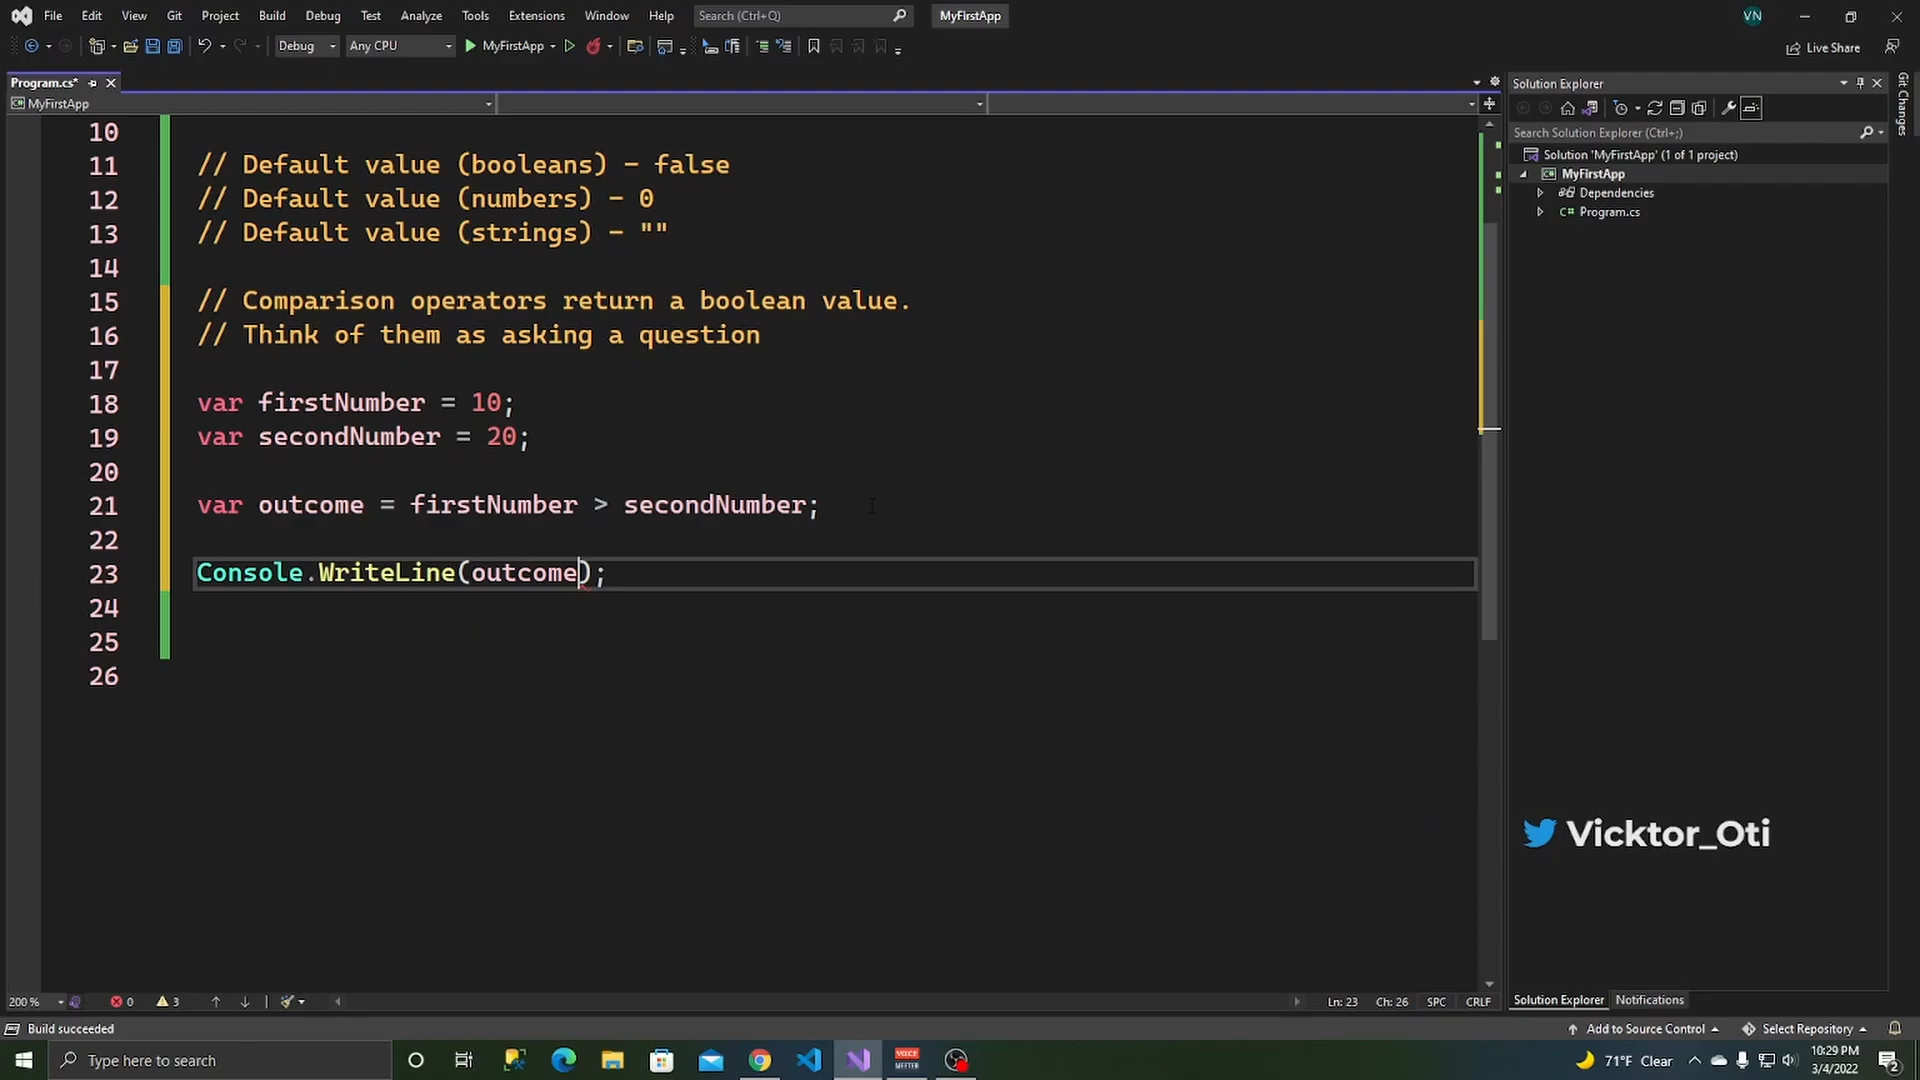 File Edit View Git Project Build Debug Test Analyze Tools Extensions Window Help Search (Ctrl+Q) MyFirstApp VN
Debug Any CPU MyFirstApp Live Share
Program.cs*
MyFirstApp
10
11 // Default value (booleans) - false
12 // Default value (numbers) - 0
13 // Default value (strings) - ""
14
15 // Comparison operators return a boolean value.
16 // Think of them as asking a question
17
18 var firstNumber = 10;
19 var secondNumber = 20;
20
21 var outcome = firstNumber > secondNumber;
22
23 Console.WriteLine(outcome);
24
25
26
Solution Explorer
Search Solution Explorer (Ctrl+;)
Solution 'MyFirstApp' (1 of 1 project)
MyFirstApp
Dependencies
C# Program.cs
Git Changes
Vicktor_Oti
200 % 0 3 Ln: 23 Ch: 26 SPC CRLF
Solution Explorer Notifications
Build succeeded Add to Source Control Select Repository
Type here to search
VOICE MEETER
71°F Clear
10:29 PM
3/4/2022
2